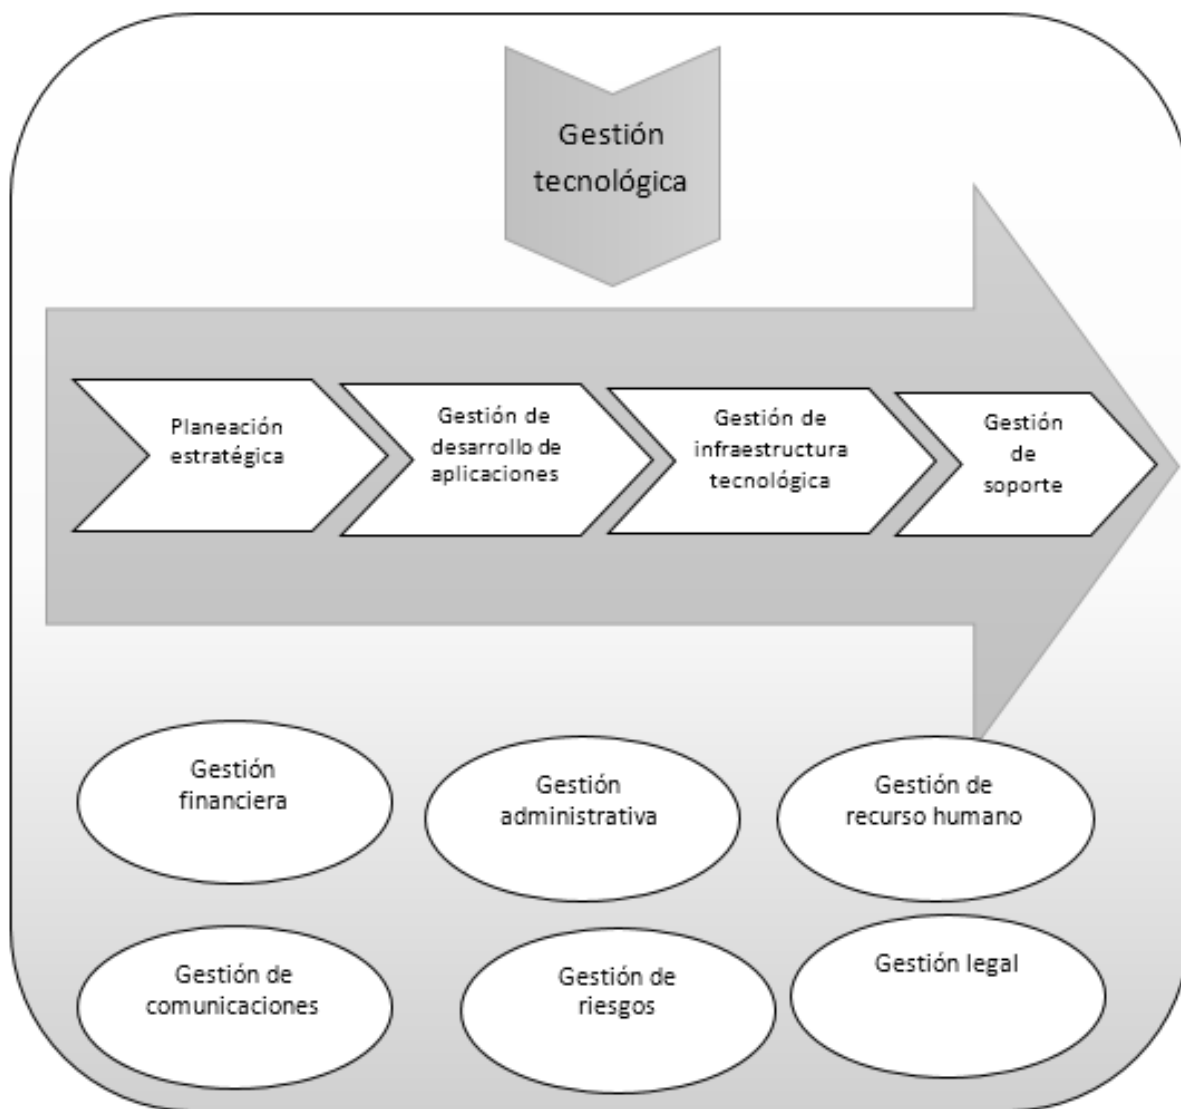 Gestión
tecnológica
Planeación
estratégica
Gestión de
desarrollo de
aplicaciones
Gestión de
infraestructura
tecnológica
Gestión
de
soporte
Gestión
financiera
Gestión
administrativa
Gestión de
recurso humano
Gestión de
comunicaciones
Gestión de
riesgos
Gestión legal